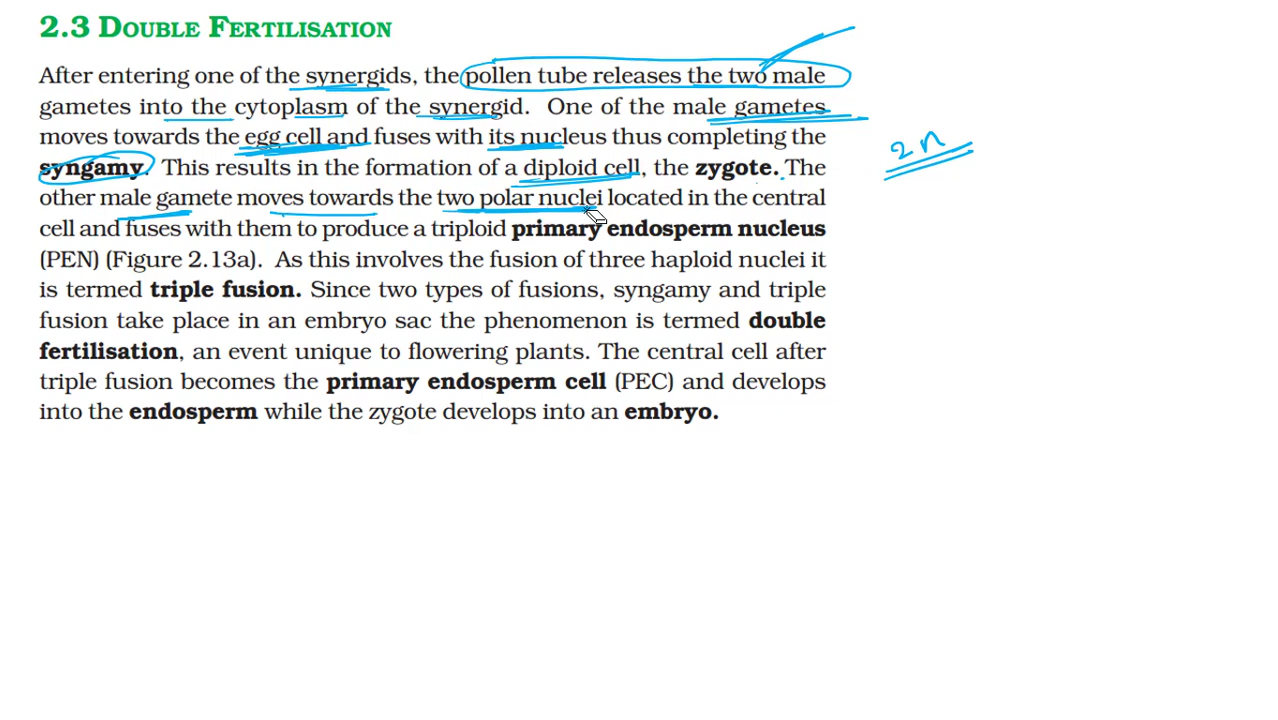 2.3 DOUBLE FERTILISATION
After entering one of the synergids, the pollen tube releases the two male
gametes into the cytoplasm of the synergid. One of the male gametes
moves towards the egg cell and fuses with its nucleus thus completing the
syngamy. This results in the formation of a diploid cell, the zygote. The
2n
other male gamete moves towards the two polar nuclei located in the central
cell and fuses with them to produce a triploid primary endosperm nucleus
(PEN) (Figure 2.13a). As this involves the fusion of three haploid nuclei it
is termed triple fusion. Since two types of fusions, syngamy and triple
fusion take place in an embryo sac the phenomenon is termed double
fertilisation, an event unique to flowering plants. The central cell after
triple fusion becomes the primary endosperm cell (PEC) and develops
into the endosperm while the zygote develops into an embryo.